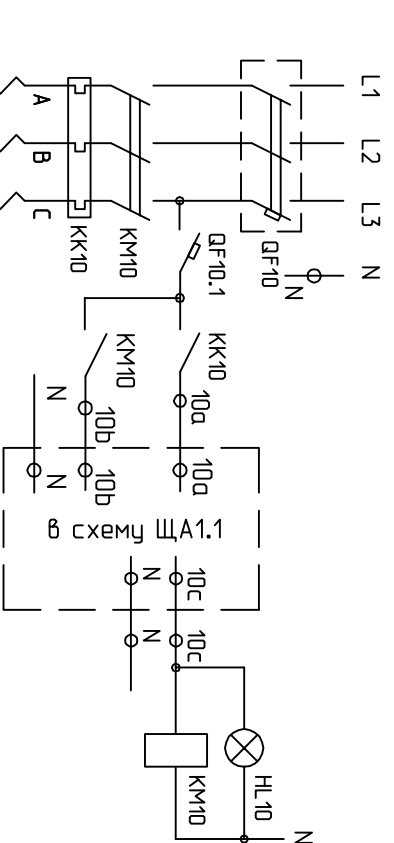 L1
L2
L3
N
QF10
N
A
B
C
KK10
KM10
QF10.1
KK10
KM10
10a
10b
N
10a
10b
N
в схему ЩА1.1
10c
N
10c
N
HL10
KM10
N